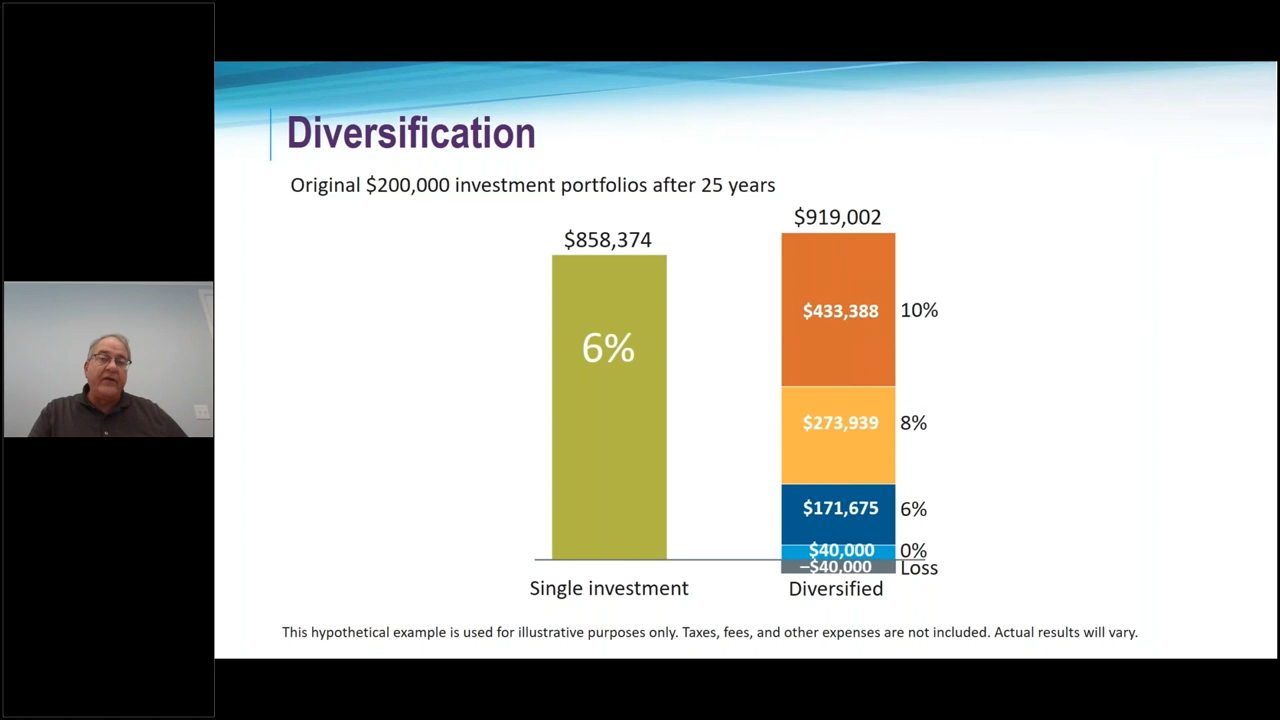 Diversification
Original $200,000 investment portfolios after 25 years
$919,002
$858,374
$433,388 10%
6%
$273,939 8%
$171,675 6%
$40,000 0%
–$40,000 Loss
Single investment
Diversified
This hypothetical example is used for illustrative purposes only. Taxes, fees, and other expenses are not included. Actual results will vary.